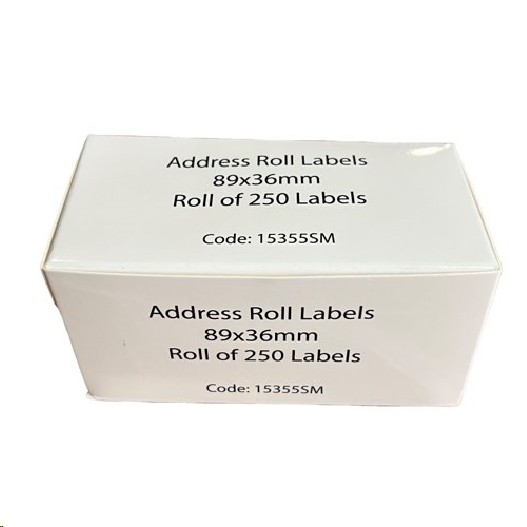 Address Roll Labels
89x36mm
Roll of 250 Labels
Code: 15355SM
Address Roll Labels
89x36mm
Roll of 250 Labels
Code: 15355SM